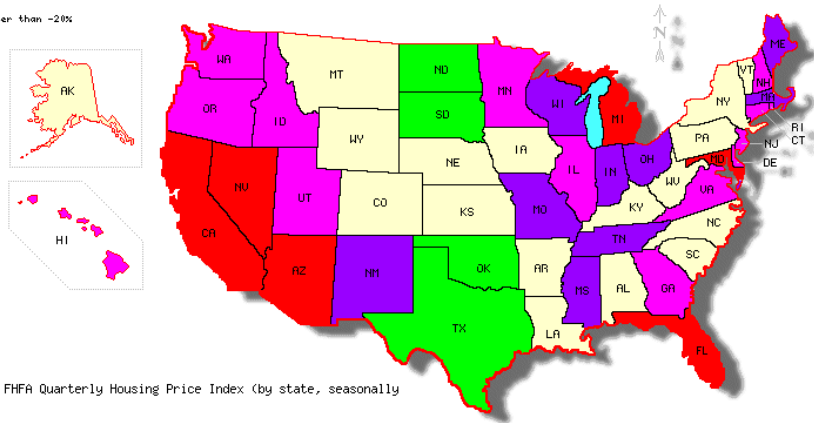 er than -20%
AK
HI
WA
OR
ID
MT
ND
SD
MN
WI
MI
WY
NE
IA
NV
UT
CO
KS
CA
AZ
NM
OK
TX
MO
IL
IN
OH
KY
TN
AR
LA
MS
AL
GA
FL
SC
NC
VA
WV
PA
NY
VT
NH
ME
MA
RI
CT
NJ
DE
MD
N
FHFA Quarterly Housing Price Index (by state, seasonally